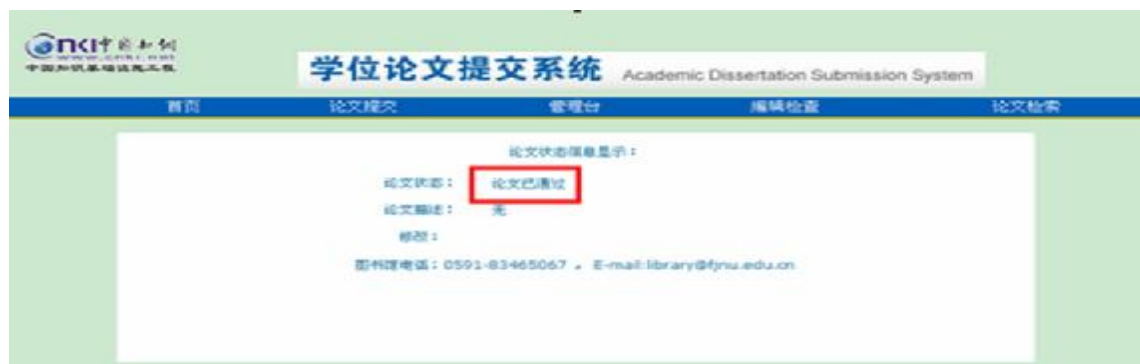 cnki中国知网
www.cnki.net
中国知识基础设施工程
学位论文提交系统 Academic Dissertation Submission System
首页 论文提交 管理台 编辑检查 论文检索
论文状态信息显示：
论文状态： 论文已通过
论文描述： 无
修改：
图书馆电话：0591-83465067 。 E-mail:library@fjnu.edu.cn